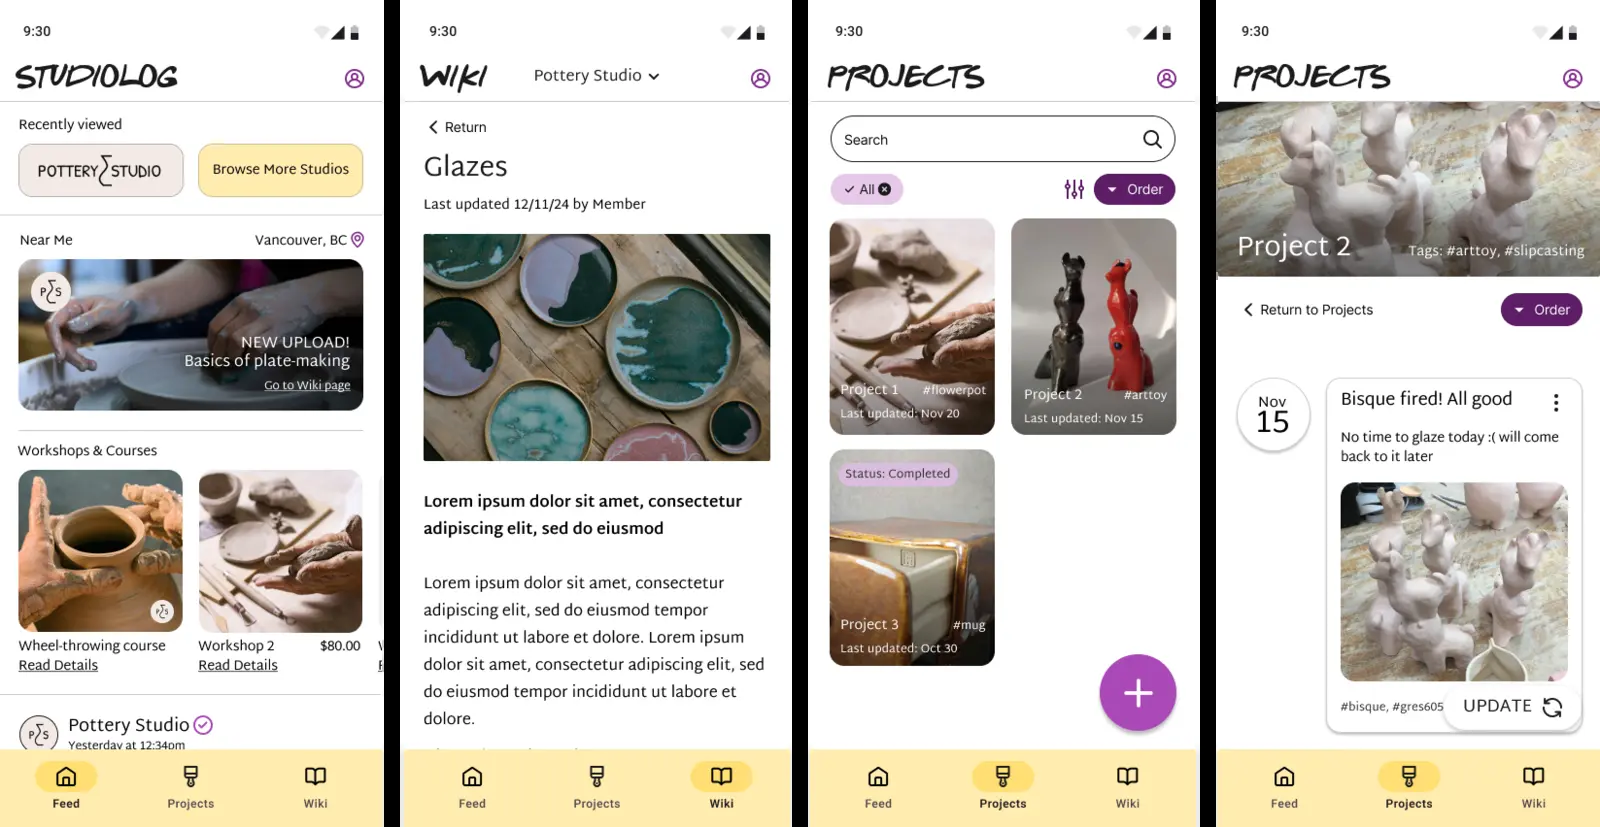 9:30
STUDIOLOG
Recently viewed
POTTERY STUDIO
Browse More Studios
Near Me
Vancouver, BC
P S
NEW UPLOAD!
Basics of plate-making
Go to Wiki page
Workshops & Courses
P S
Wheel-throwing course
Read Details
Workshop 2
$80.00
Read Details
P S
Pottery Studio
Yesterday at 12:34pm
Feed
Projects
Wiki
9:30
WIKI
Pottery Studio
Return
Glazes
Last updated 12/11/24 by Member
Lorem ipsum dolor sit amet, consectetur
adipiscing elit, sed do eiusmod
Lorem ipsum dolor sit amet, consectetur
adipiscing elit, sed do eiusmod tempor
incididunt ut labore et dolore. Lorem ipsum
dolor sit amet, consectetur adipiscing elit, sed
do eiusmod tempor incididunt ut labore et
dolore.
Feed
Projects
Wiki
9:30
PROJECTS
Search
All
Order
Project 1
#flowerpot
Last updated: Nov 20
Project 2
#arttoy
Last updated: Nov 15
Status: Completed
Project 3
#mug
Last updated: Oct 30
Feed
Projects
Wiki
9:30
PROJECTS
Project 2
Tags: #arttoy, #slipcasting
Return to Projects
Order
Nov
15
Bisque fired! All good
No time to glaze today :( will come
back to it later
#bisque, #gres605
UPDATE
Feed
Projects
Wiki